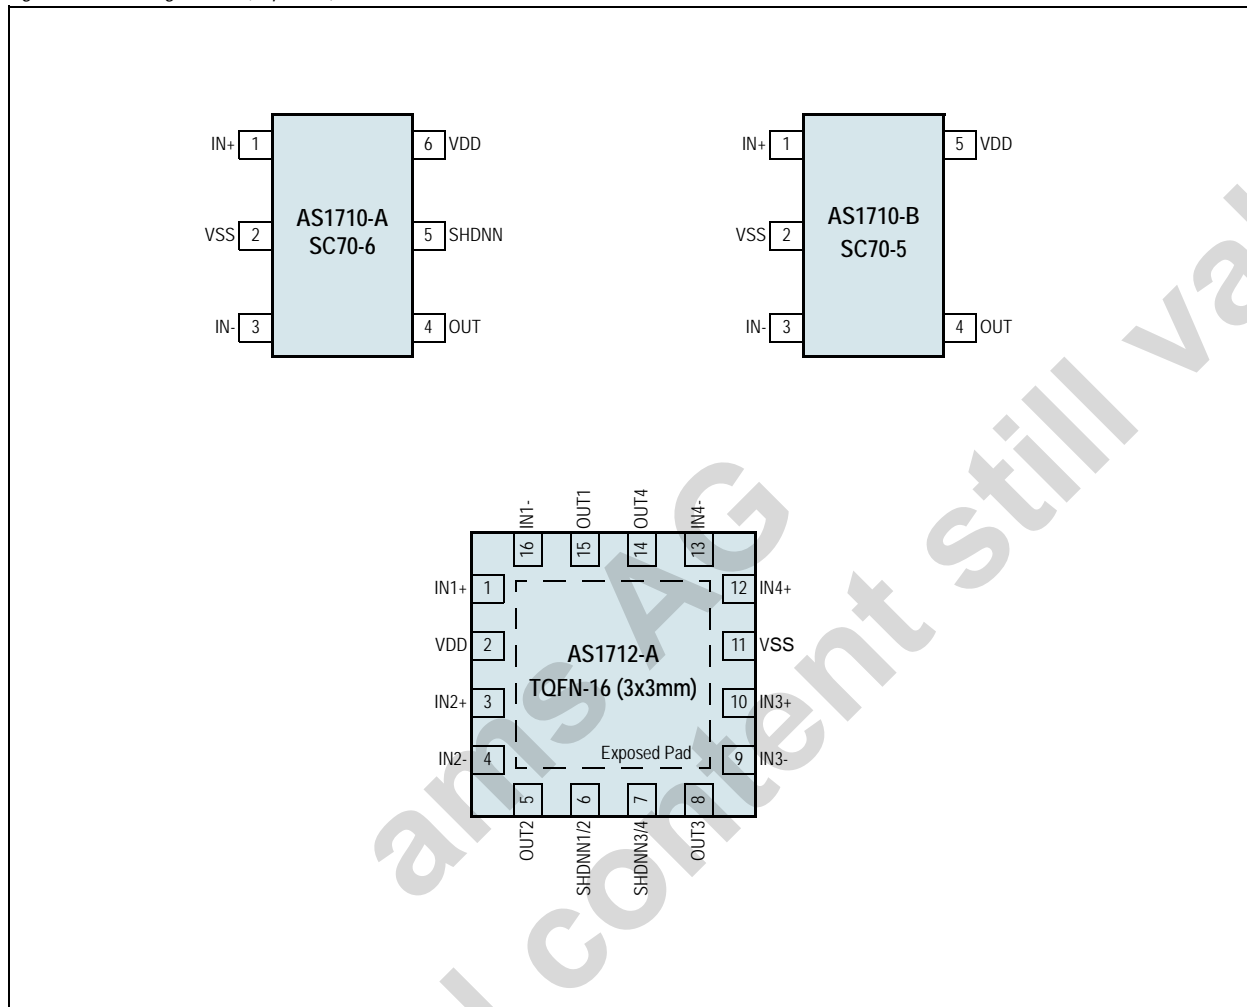 IN+ 1 6 VDD
AS1710-A
VSS 2 5 SHDNN
SC70-6
IN- 3 4 OUT
IN+ 1 5 VDD
AS1710-B
VSS 2
SC70-5
IN- 3 4 OUT
IN1- OUT1 OUT4 IN4-
16 15 14 13
IN1+ 1 12 IN4+
VDD 2 11 VSS
AS1712-A
TQFN-16 (3x3mm)
IN2+ 3 10 IN3+
Exposed Pad
IN2- 4 9 IN3-
5 6 7 8
OUT2 SHDNN1/2 SHDNN3/4 OUT3
ams AG
content still